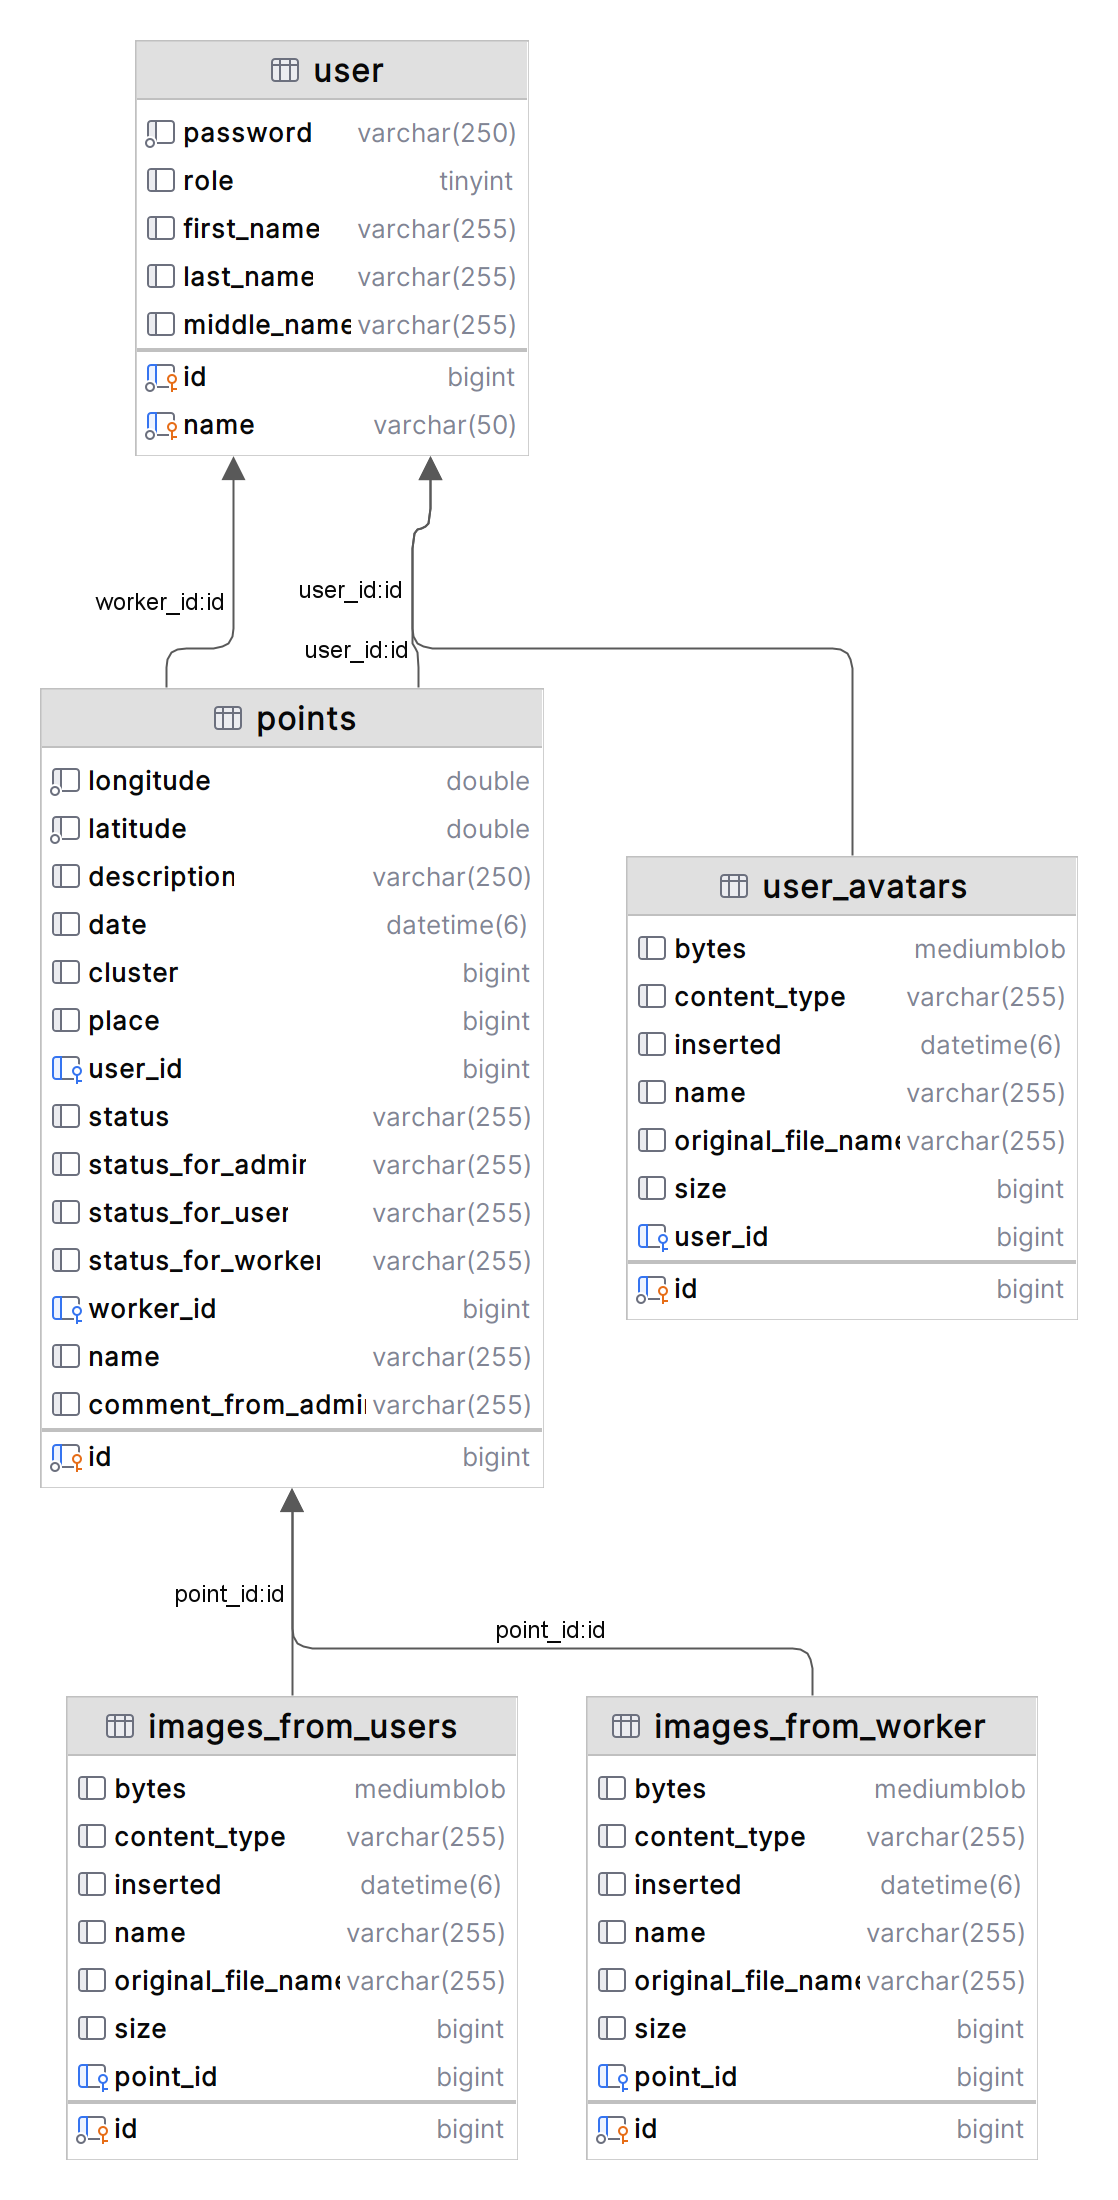 user
password varchar(250)
role tinyint
first_name varchar(255)
last_name varchar(255)
middle_name varchar(255)
id bigint
name varchar(50)
worker_id:id
user_id:id
user_id:id
points
longitude double
latitude double
description varchar(250)
date datetime(6)
cluster bigint
place bigint
user_id bigint
status varchar(255)
status_for_admin varchar(255)
status_for_user varchar(255)
status_for_worker varchar(255)
worker_id bigint
name varchar(255)
comment_from_admi varchar(255)
id bigint
user_avatars
bytes mediumblob
content_type varchar(255)
inserted datetime(6)
name varchar(255)
original_file_name varchar(255)
size bigint
user_id bigint
id bigint
point_id:id
point_id:id
images_from_users
bytes mediumblob
content_type varchar(255)
inserted datetime(6)
name varchar(255)
original_file_name varchar(255)
size bigint
point_id bigint
id bigint
images_from_worker
bytes mediumblob
content_type varchar(255)
inserted datetime(6)
name varchar(255)
original_file_name varchar(255)
size bigint
point_id bigint
id bigint